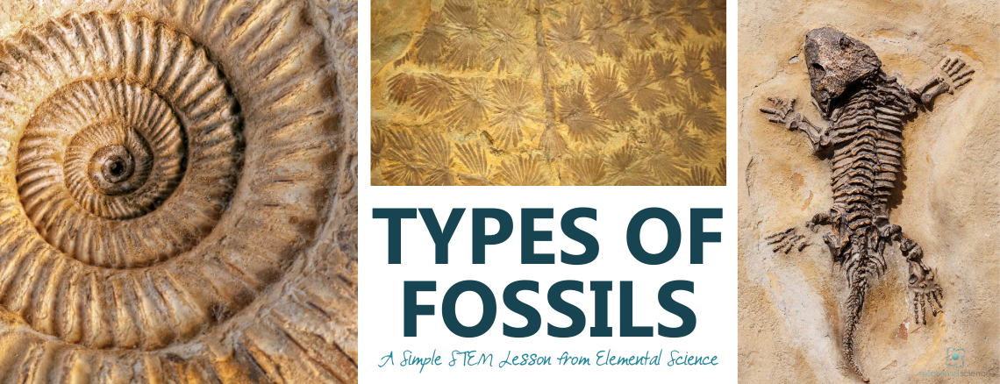 TYPES OF
FOSSILS
A Simple STEM Lesson from Elemental Science